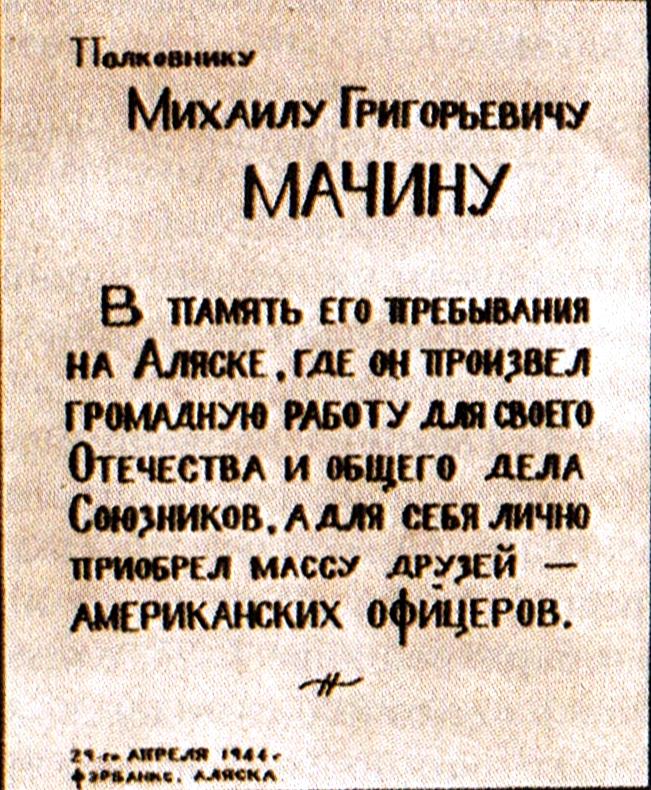 Полковнику
Михаилу Григорьевичу
МАЧИНУ
В память его пребывания
на Аляске, где он произвел
громадную работу для своего
Отечества и общего дела
Союзников, а для себя лично
приобрел массу друзей —
американских офицеров.
29-го апреля 1944 г
Фэрбанкс, Аляска